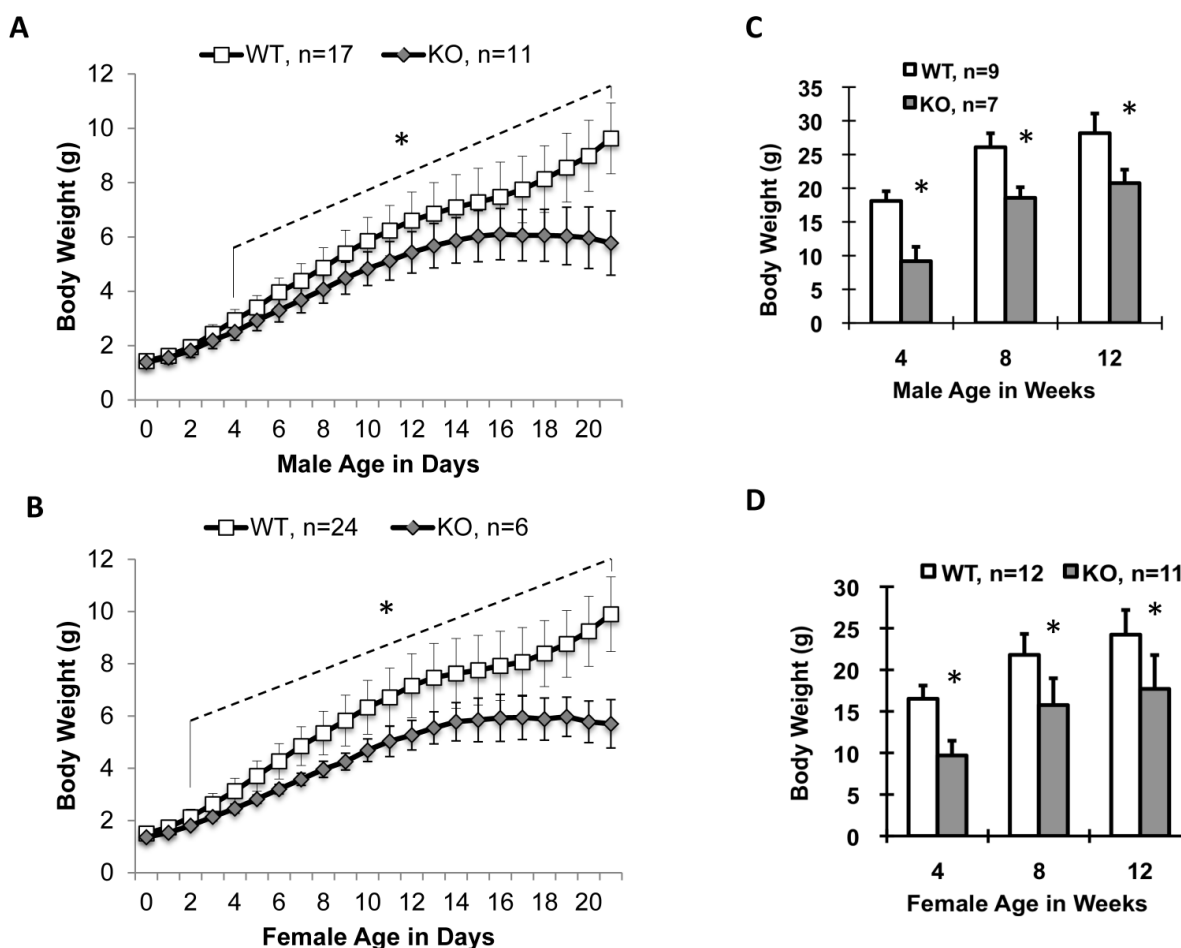 A
WT, n=17 KO, n=11
12
10
8
6
4
2
0
Body Weight (g)
*
0 2 4 6 8 10 12 14 16 18 20
Male Age in Days
B
WT, n=24 KO, n=6
12
10
8
6
4
2
0
Body Weight (g)
*
0 2 4 6 8 10 12 14 16 18 20
Female Age in Days
C
WT, n=9
KO, n=7
35
30
25
20
15
10
5
0
Body Weight (g)
* * *
4 8 12
Male Age in Weeks
D
WT, n=12 KO, n=11
30
25
20
15
10
5
0
Body Weight (g)
* * *
4 8 12
Female Age in Weeks